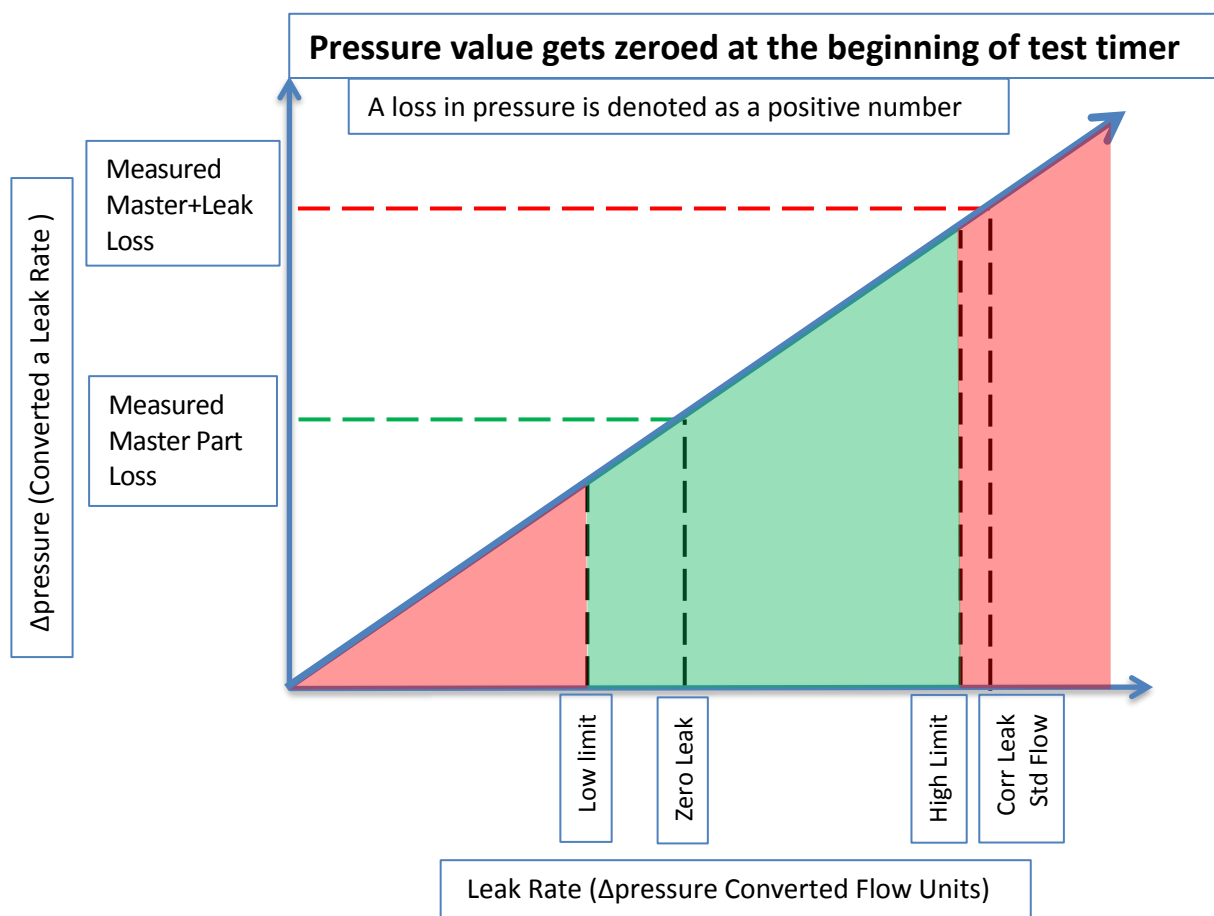 Pressure value gets zeroed at the beginning of test timer
A loss in pressure is denoted as a positive number
Measured
Master+Leak
Loss
Δpressure (Converted a Leak Rate )
Measured
Master Part
Loss
Low limit
Zero Leak
High Limit
Corr Leak
Std Flow
Leak Rate (Δpressure Converted Flow Units)